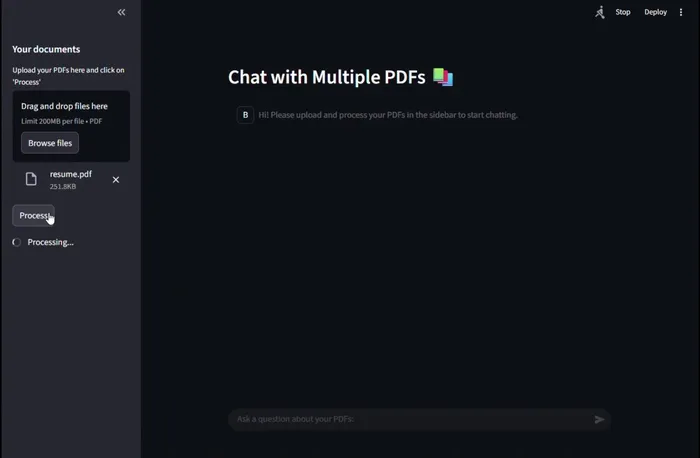 Stop
Deploy
Your documents
Upload your PDFs here and click on
'Process'
Drag and drop files here
Limit 200MB per file • PDF
Browse files
resume.pdf
251.8KB
Process
Processing...
Chat with Multiple PDFs
B
Hi! Please upload and process your PDFs in the sidebar to start chatting.
Ask a question about your PDFs: